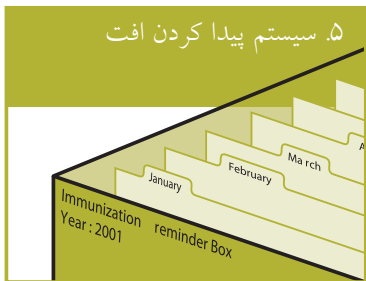 ۵. سیستم پیدا کردن افت
January
February
Ma rch
A
Immunization reminder Box
Year : 2001